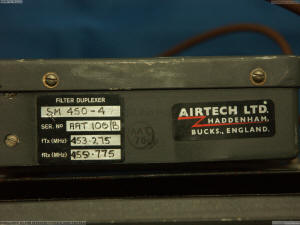 FILTER DUPLEXER
SM 450-4
SER. Nº AAT 106/B
fTx (MHz) 453·275
fRx (MHz) 459·775
AIRTECH LTD.
HADDENHAM,
BUCKS., ENGLAND.